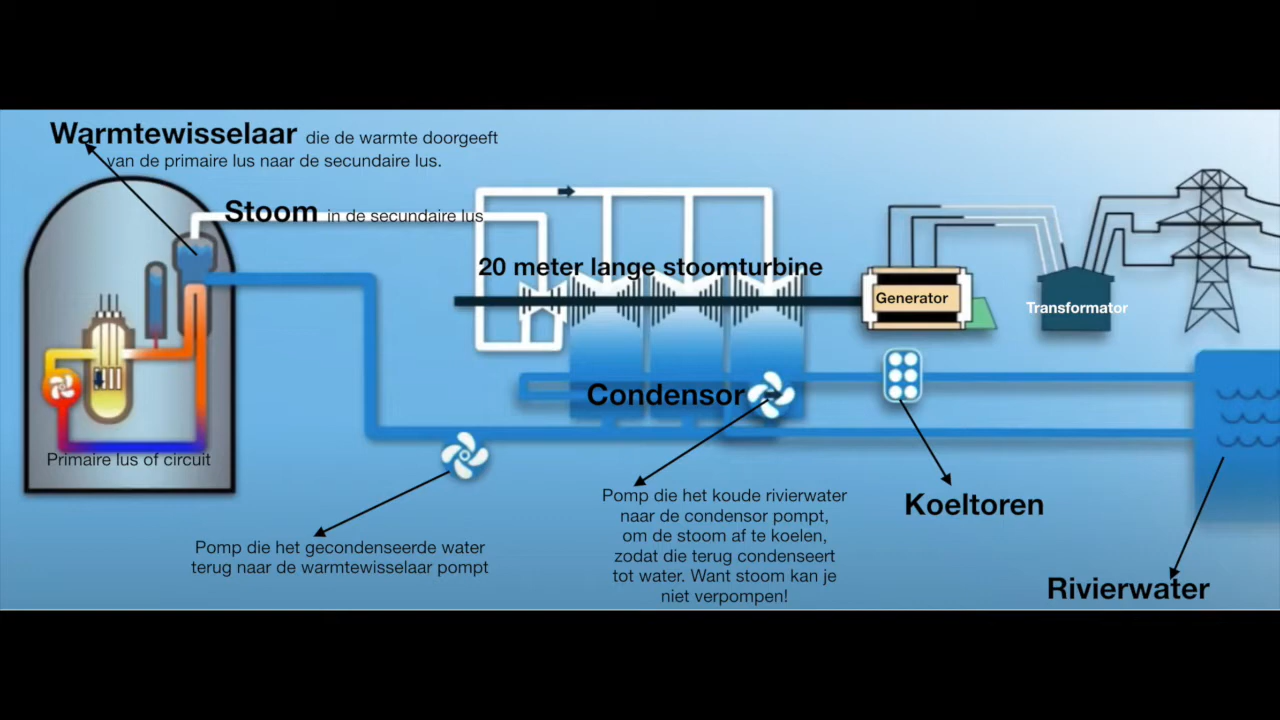 Warmtewisselaar die de warmte doorgeeft
van de primaire lus naar de secundaire lus.
Stoom in de secundaire lus
20 meter lange stoomturbine
Generator
Transformator
Condensor
Primaire lus of circuit
Koeltoren
Pomp die het gecondenseerde water
terug naar de warmtewisselaar pompt
Pomp die het koude rivierwater
naar de condensor pompt,
om de stoom af te koelen,
zodat die terug condenseert
tot water. Want stoom kan je
niet verpompen!
Rivierwater